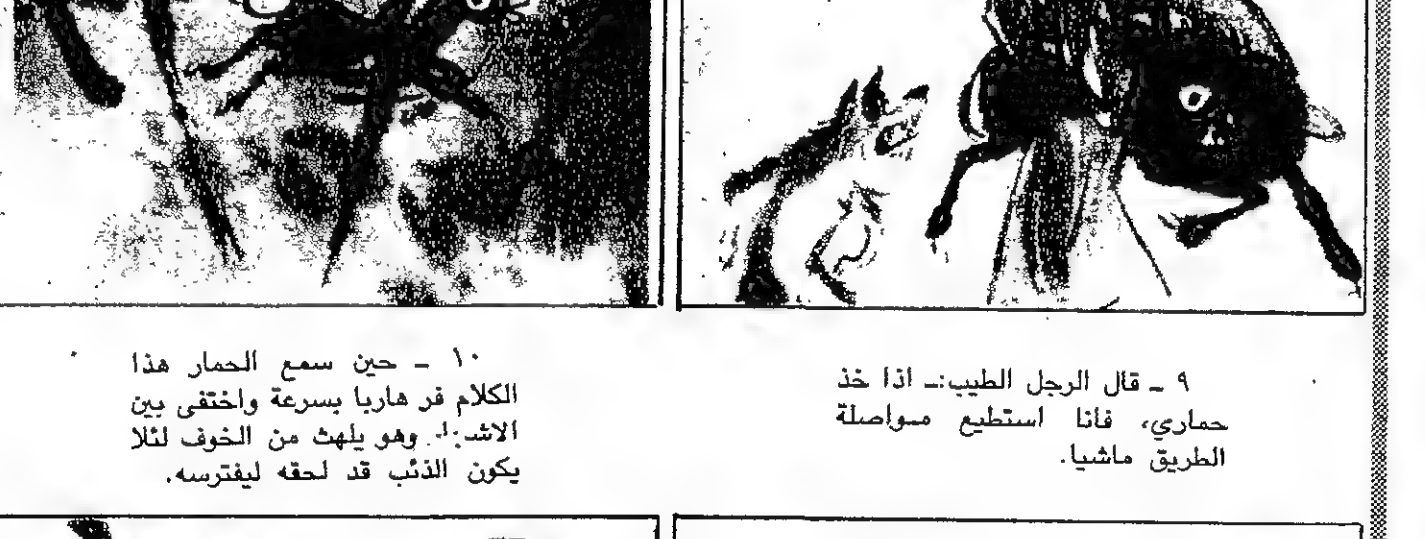 ٩ ـ قال الرجل الطيب:ـ اذا خذ
حماري، فانا استطيع مواصلة
الطريق ماشيا.
١٠ ـ حين سمع الحمار هذا
الكلام فر هاربا بسرعة واختفى بين
وهو يلهث من الخوف لئلا
يكون الذئب قد لحقه ليفترسه.